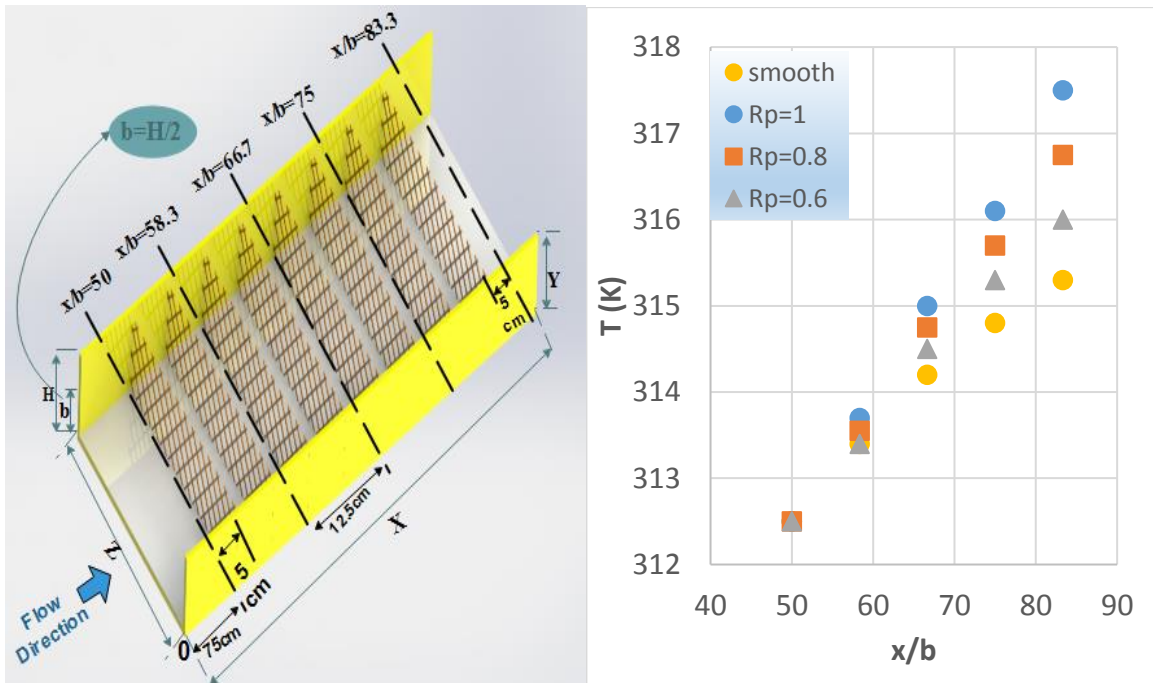 x/b=83.3
x/b=75
x/b=66.7
x/b=58.3
x/b=50
b=H/2
H
b
Y
5
cm
12.5cm
X
Z
5
cm
75cm
0
Flow
Direction
318
317
316
315
314
313
312
40 50 60 70 80 90
T (K)
x/b
smooth
Rp=1
Rp=0.8
Rp=0.6